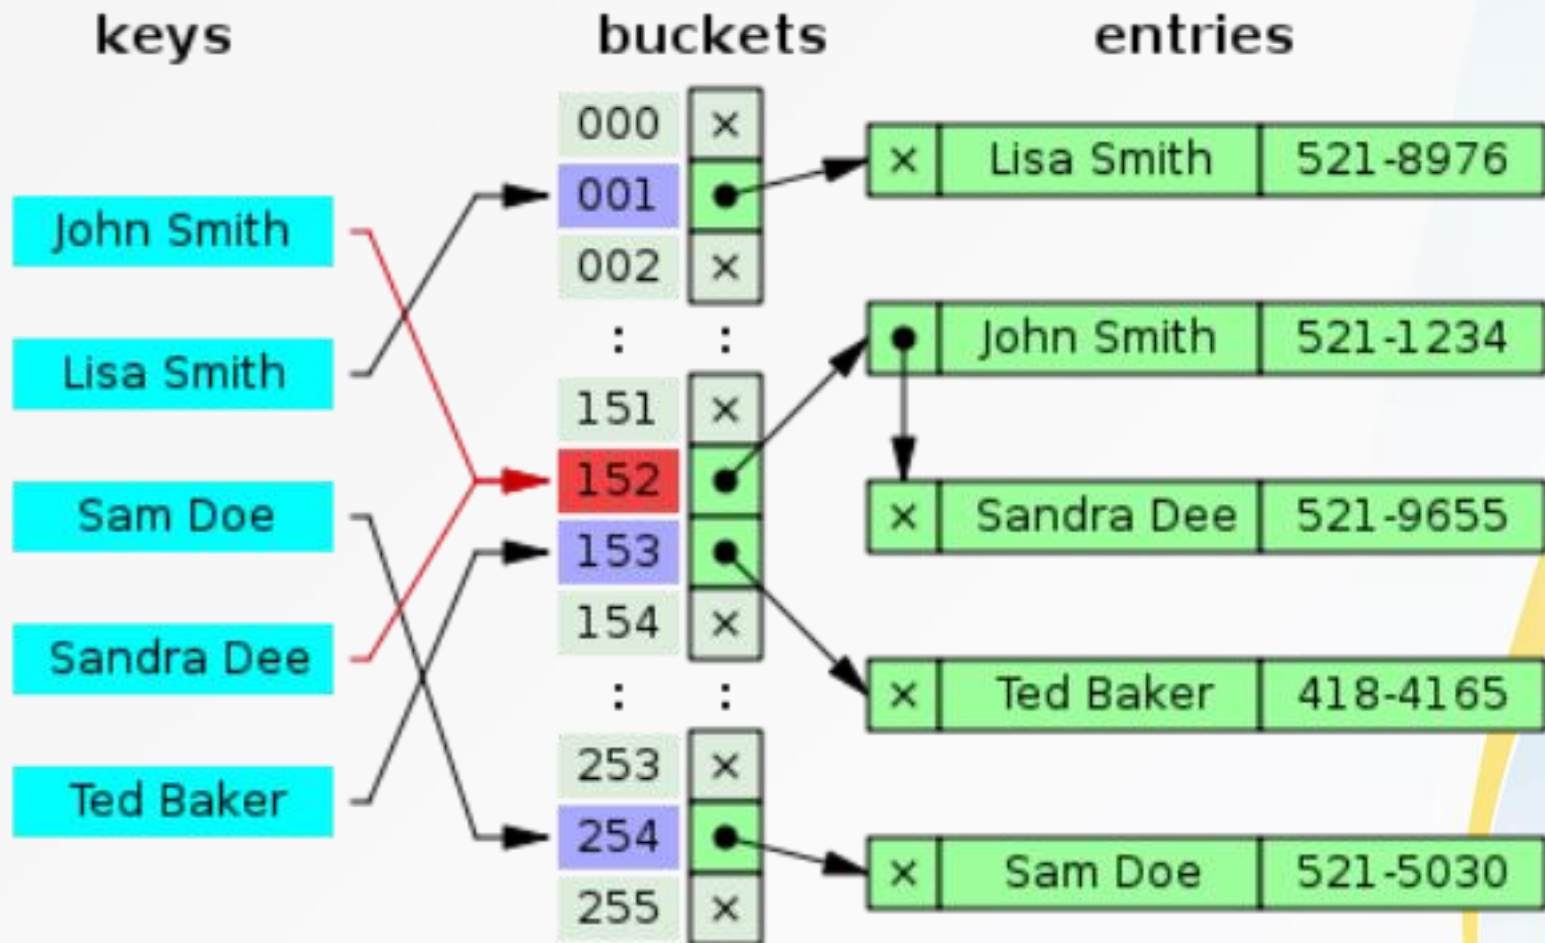 keys buckets entries
000 ×
001 × Lisa Smith 521-8976
John Smith
002 ×
: : John Smith 521-1234
Lisa Smith
151 ×
152
Sam Doe × Sandra Dee 521-9655
153
154 ×
Sandra Dee
: : × Ted Baker 418-4165
253 ×
Ted Baker
254
× Sam Doe 521-5030
255 ×